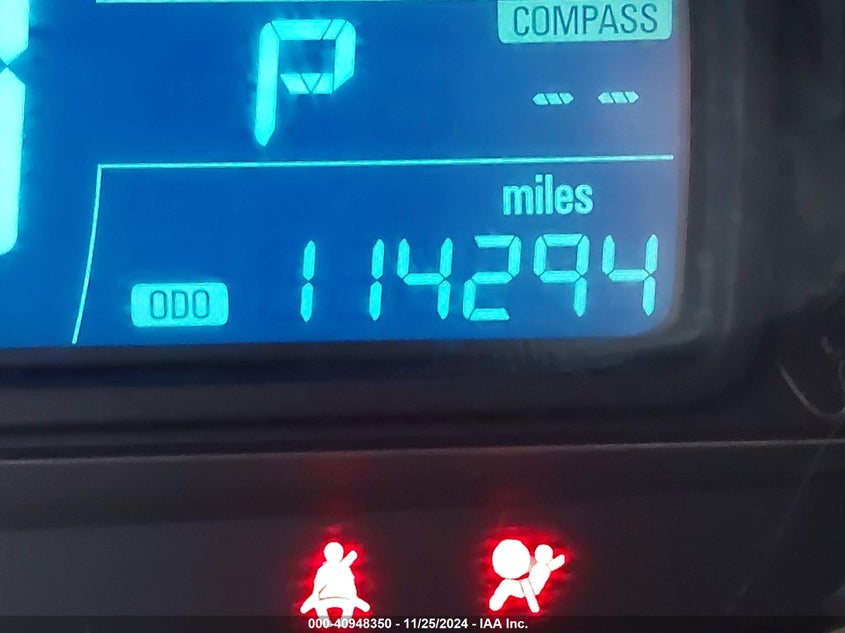 COMPASS
P
-- --
miles
ODO 114294
000-40948350 - 11/25/2024 - IAA Inc.